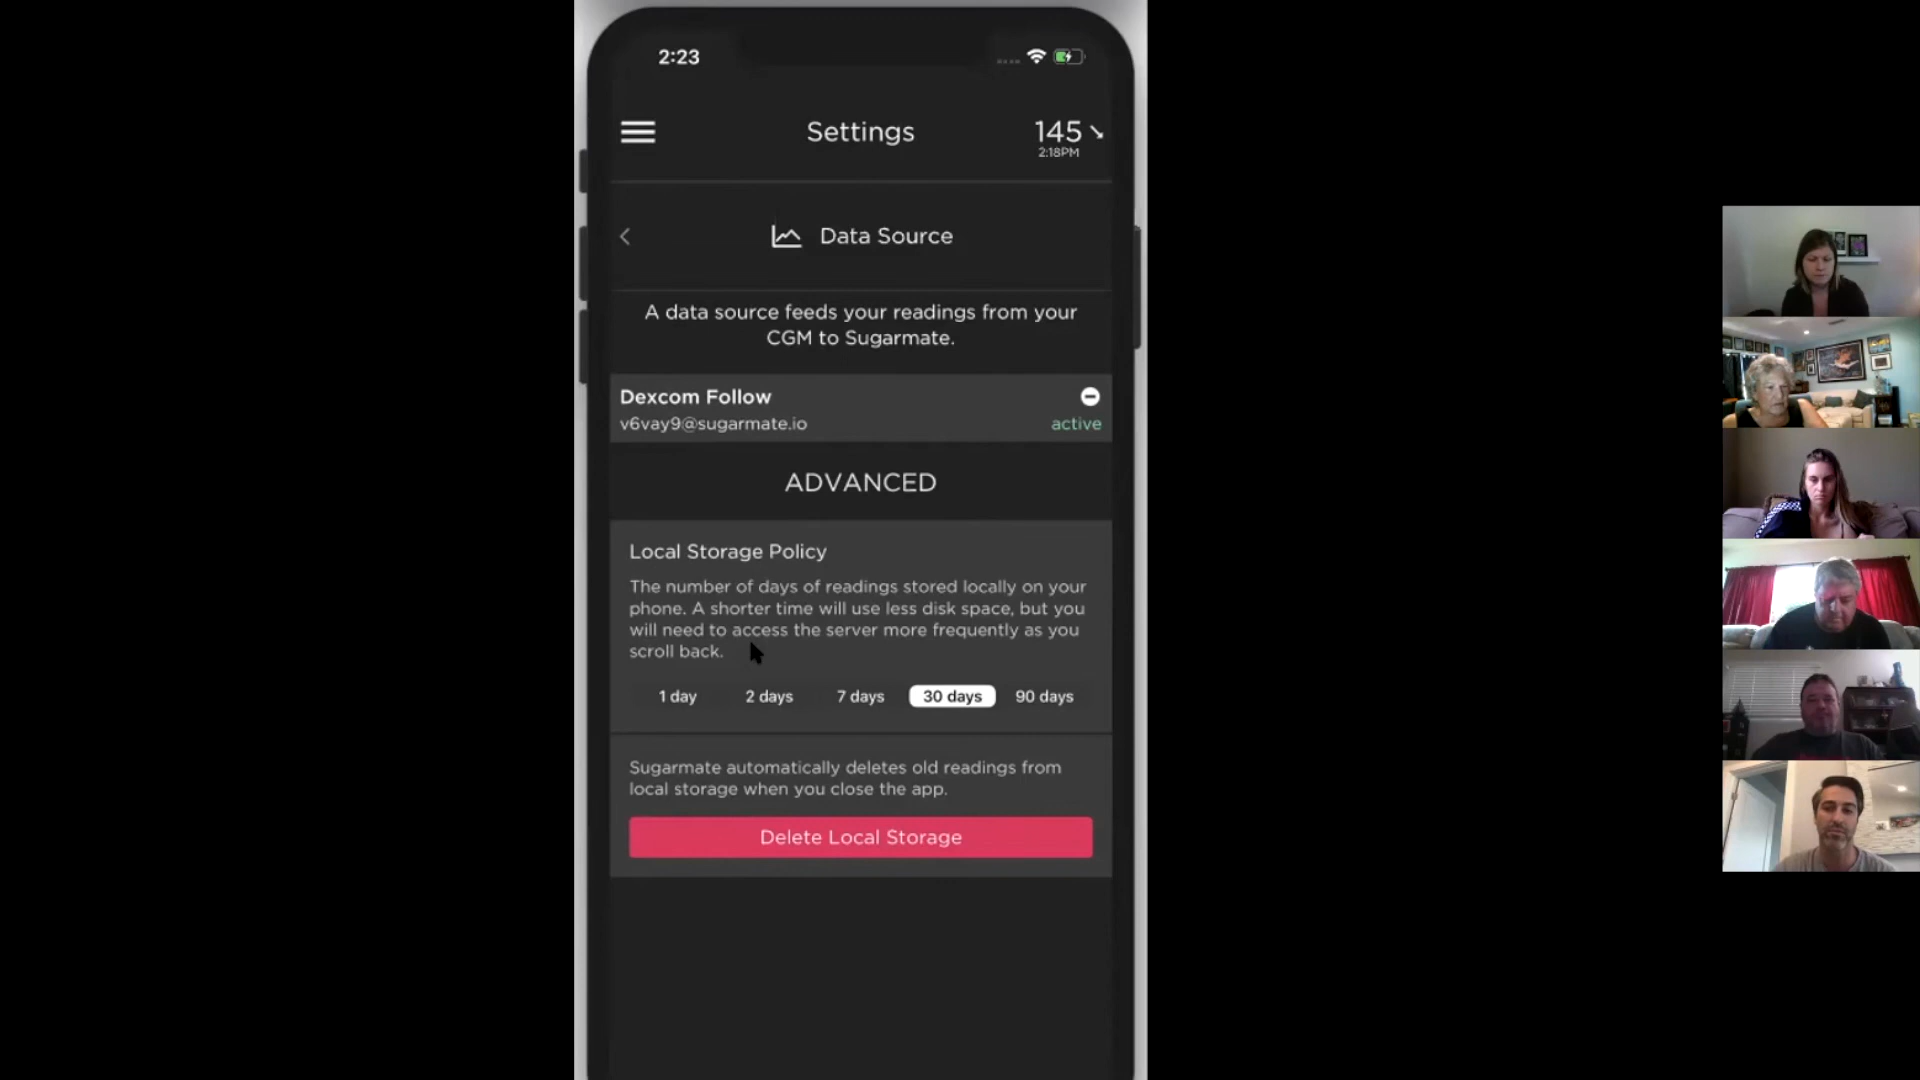 2:23
Settings
145
2:18PM
Data Source
A data source feeds your readings from your
CGM to Sugarmate.
Dexcom Follow
v6vay9@sugarmate.io
active
ADVANCED
Local Storage Policy
The number of days of readings stored locally on your
phone. A shorter time will use less disk space, but you
will need to access the server more frequently as you
scroll back.
1 day 2 days 7 days 30 days 90 days
Sugarmate automatically deletes old readings from
local storage when you close the app.
Delete Local Storage